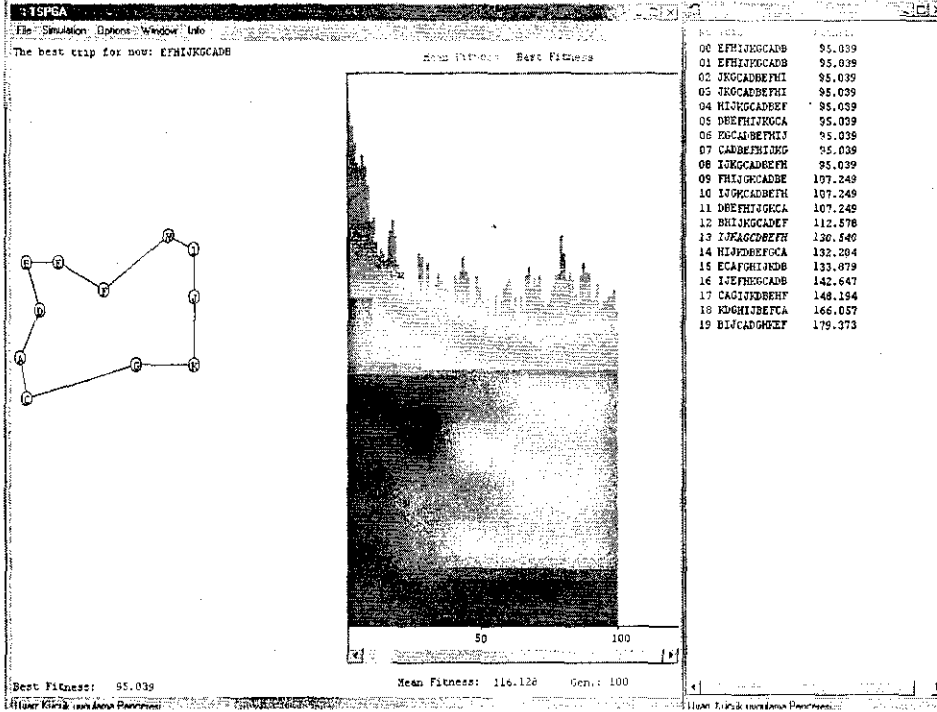 TSPGA
File Simulation Options Window Info
The best trip for now: EFHIJKGCADB
Mean Fitness Best Fitness
H
I
B
E
F
D
J
A
G
K
C
50
100
Best Fitness: 95.039
Mean Fitness: 116.128 Gen.: 100
00 EFHIJKGCADB 95.039
01 EFHIJKGCADB 95.039
02 JKGCADBEFHI 95.039
03 JKGCADBEFHI 95.039
04 HIJKGCADBEF 95.039
05 DBEFHIJKGCA 95.039
06 KGCADBEFHIJ 95.039
07 CADBEFHIJKG 95.039
08 IJKGCADBEFH 95.039
09 FHIJGKCADBE 107.249
10 IJGKCADBEFH 107.249
11 DBEFHIJGKCA 107.249
12 BHIJKGCADEF 112.578
13 IJKAGCDBEFH 130.540
14 HIJKDBEFGCA 132.204
15 ECAFGHIJKDB 133.879
16 IJEFHKGCADB 142.647
17 CAGIJKDBEHF 148.194
18 KDGHIJBEFCA 166.057
19 BIJCADGHKEF 179.373